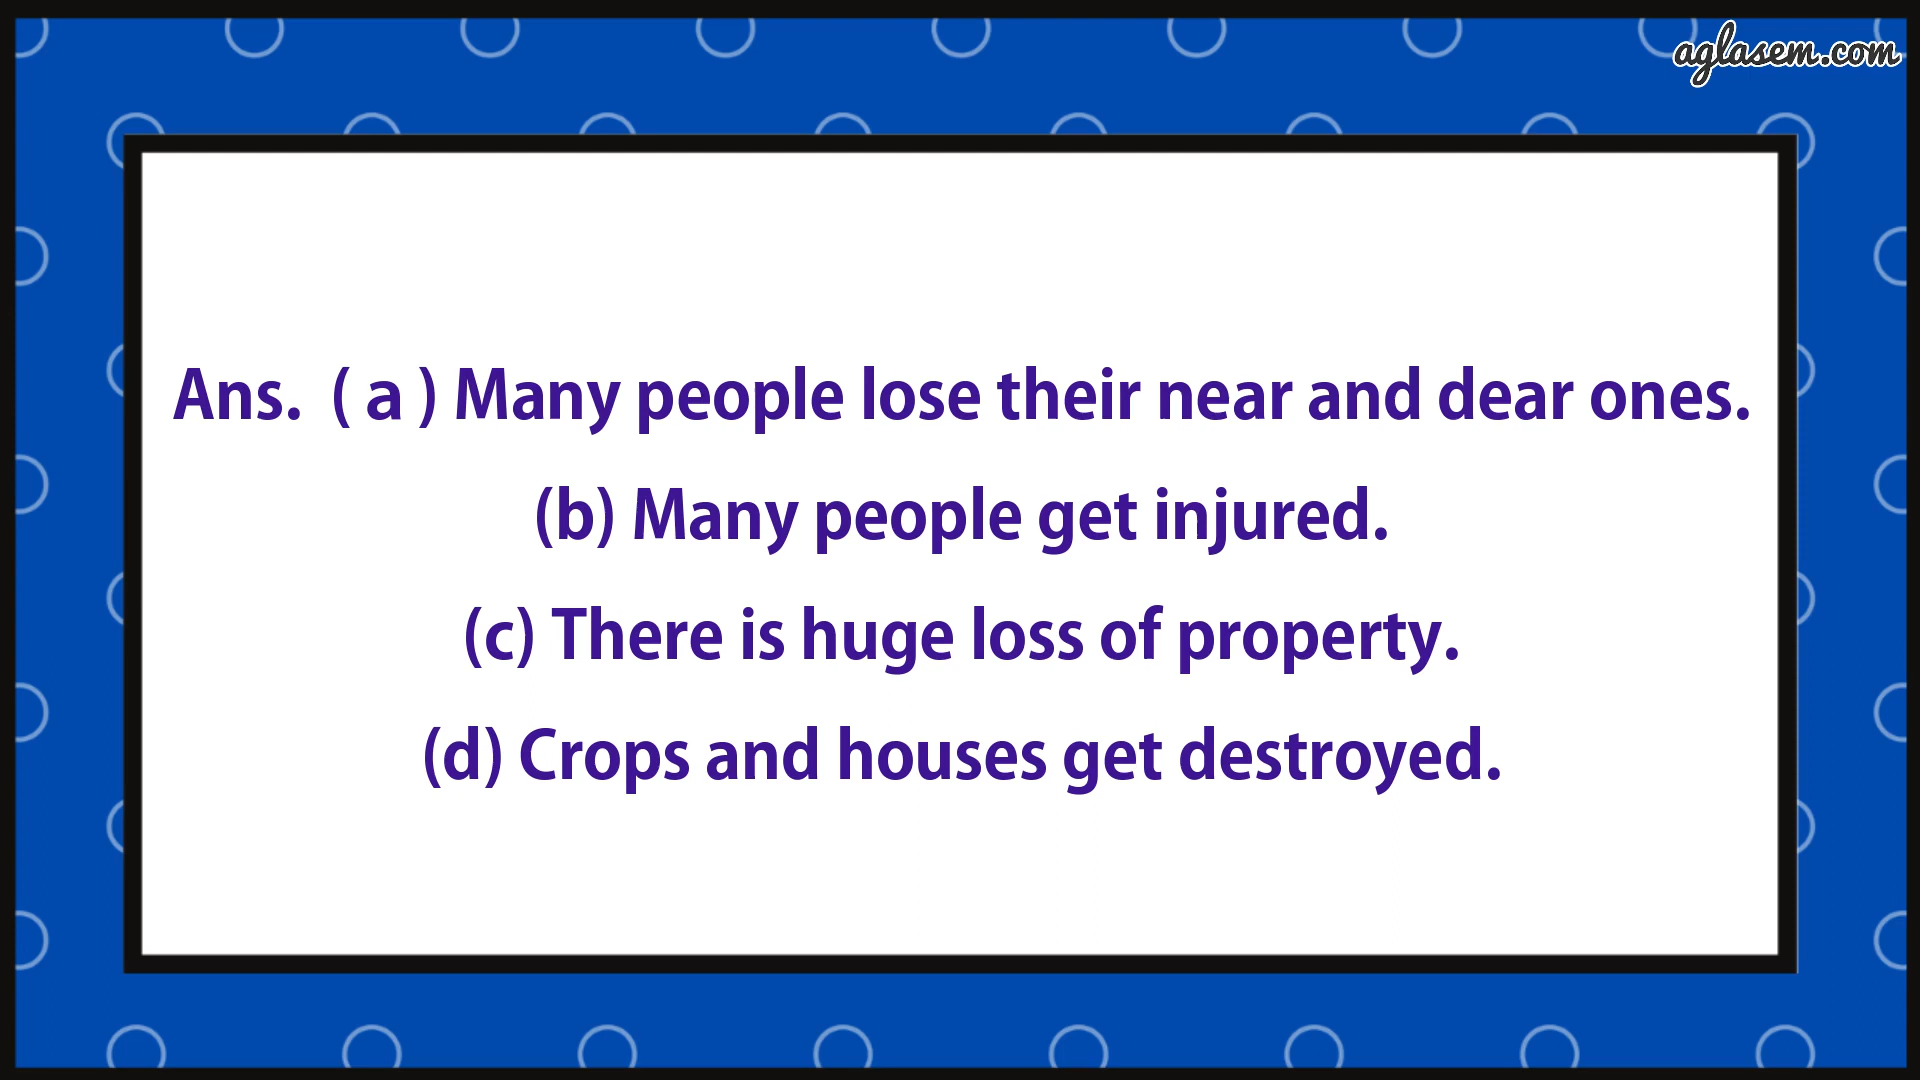 aglasem.com
Ans. ( a ) Many people lose their near and dear ones.
(b) Many people get injured.
(c) There is huge loss of property.
(d) Crops and houses get destroyed.